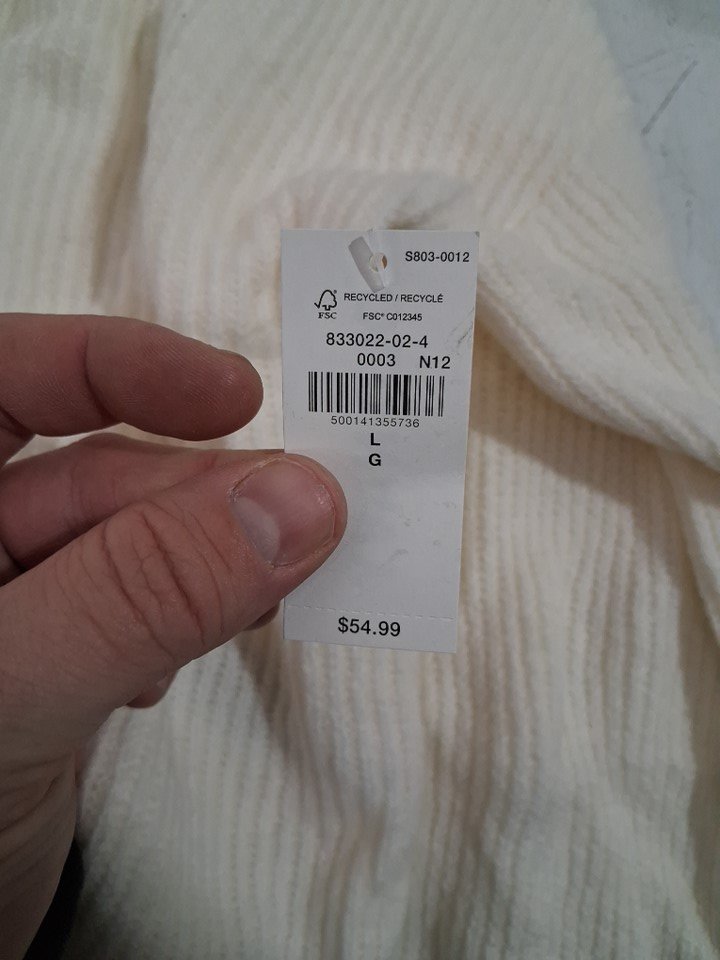 S803-0012
RECYCLED / RECYCLÉ
FSC
FSC® C012345
833022-02-4
0003 N12
500141355736
L
G
$54.99